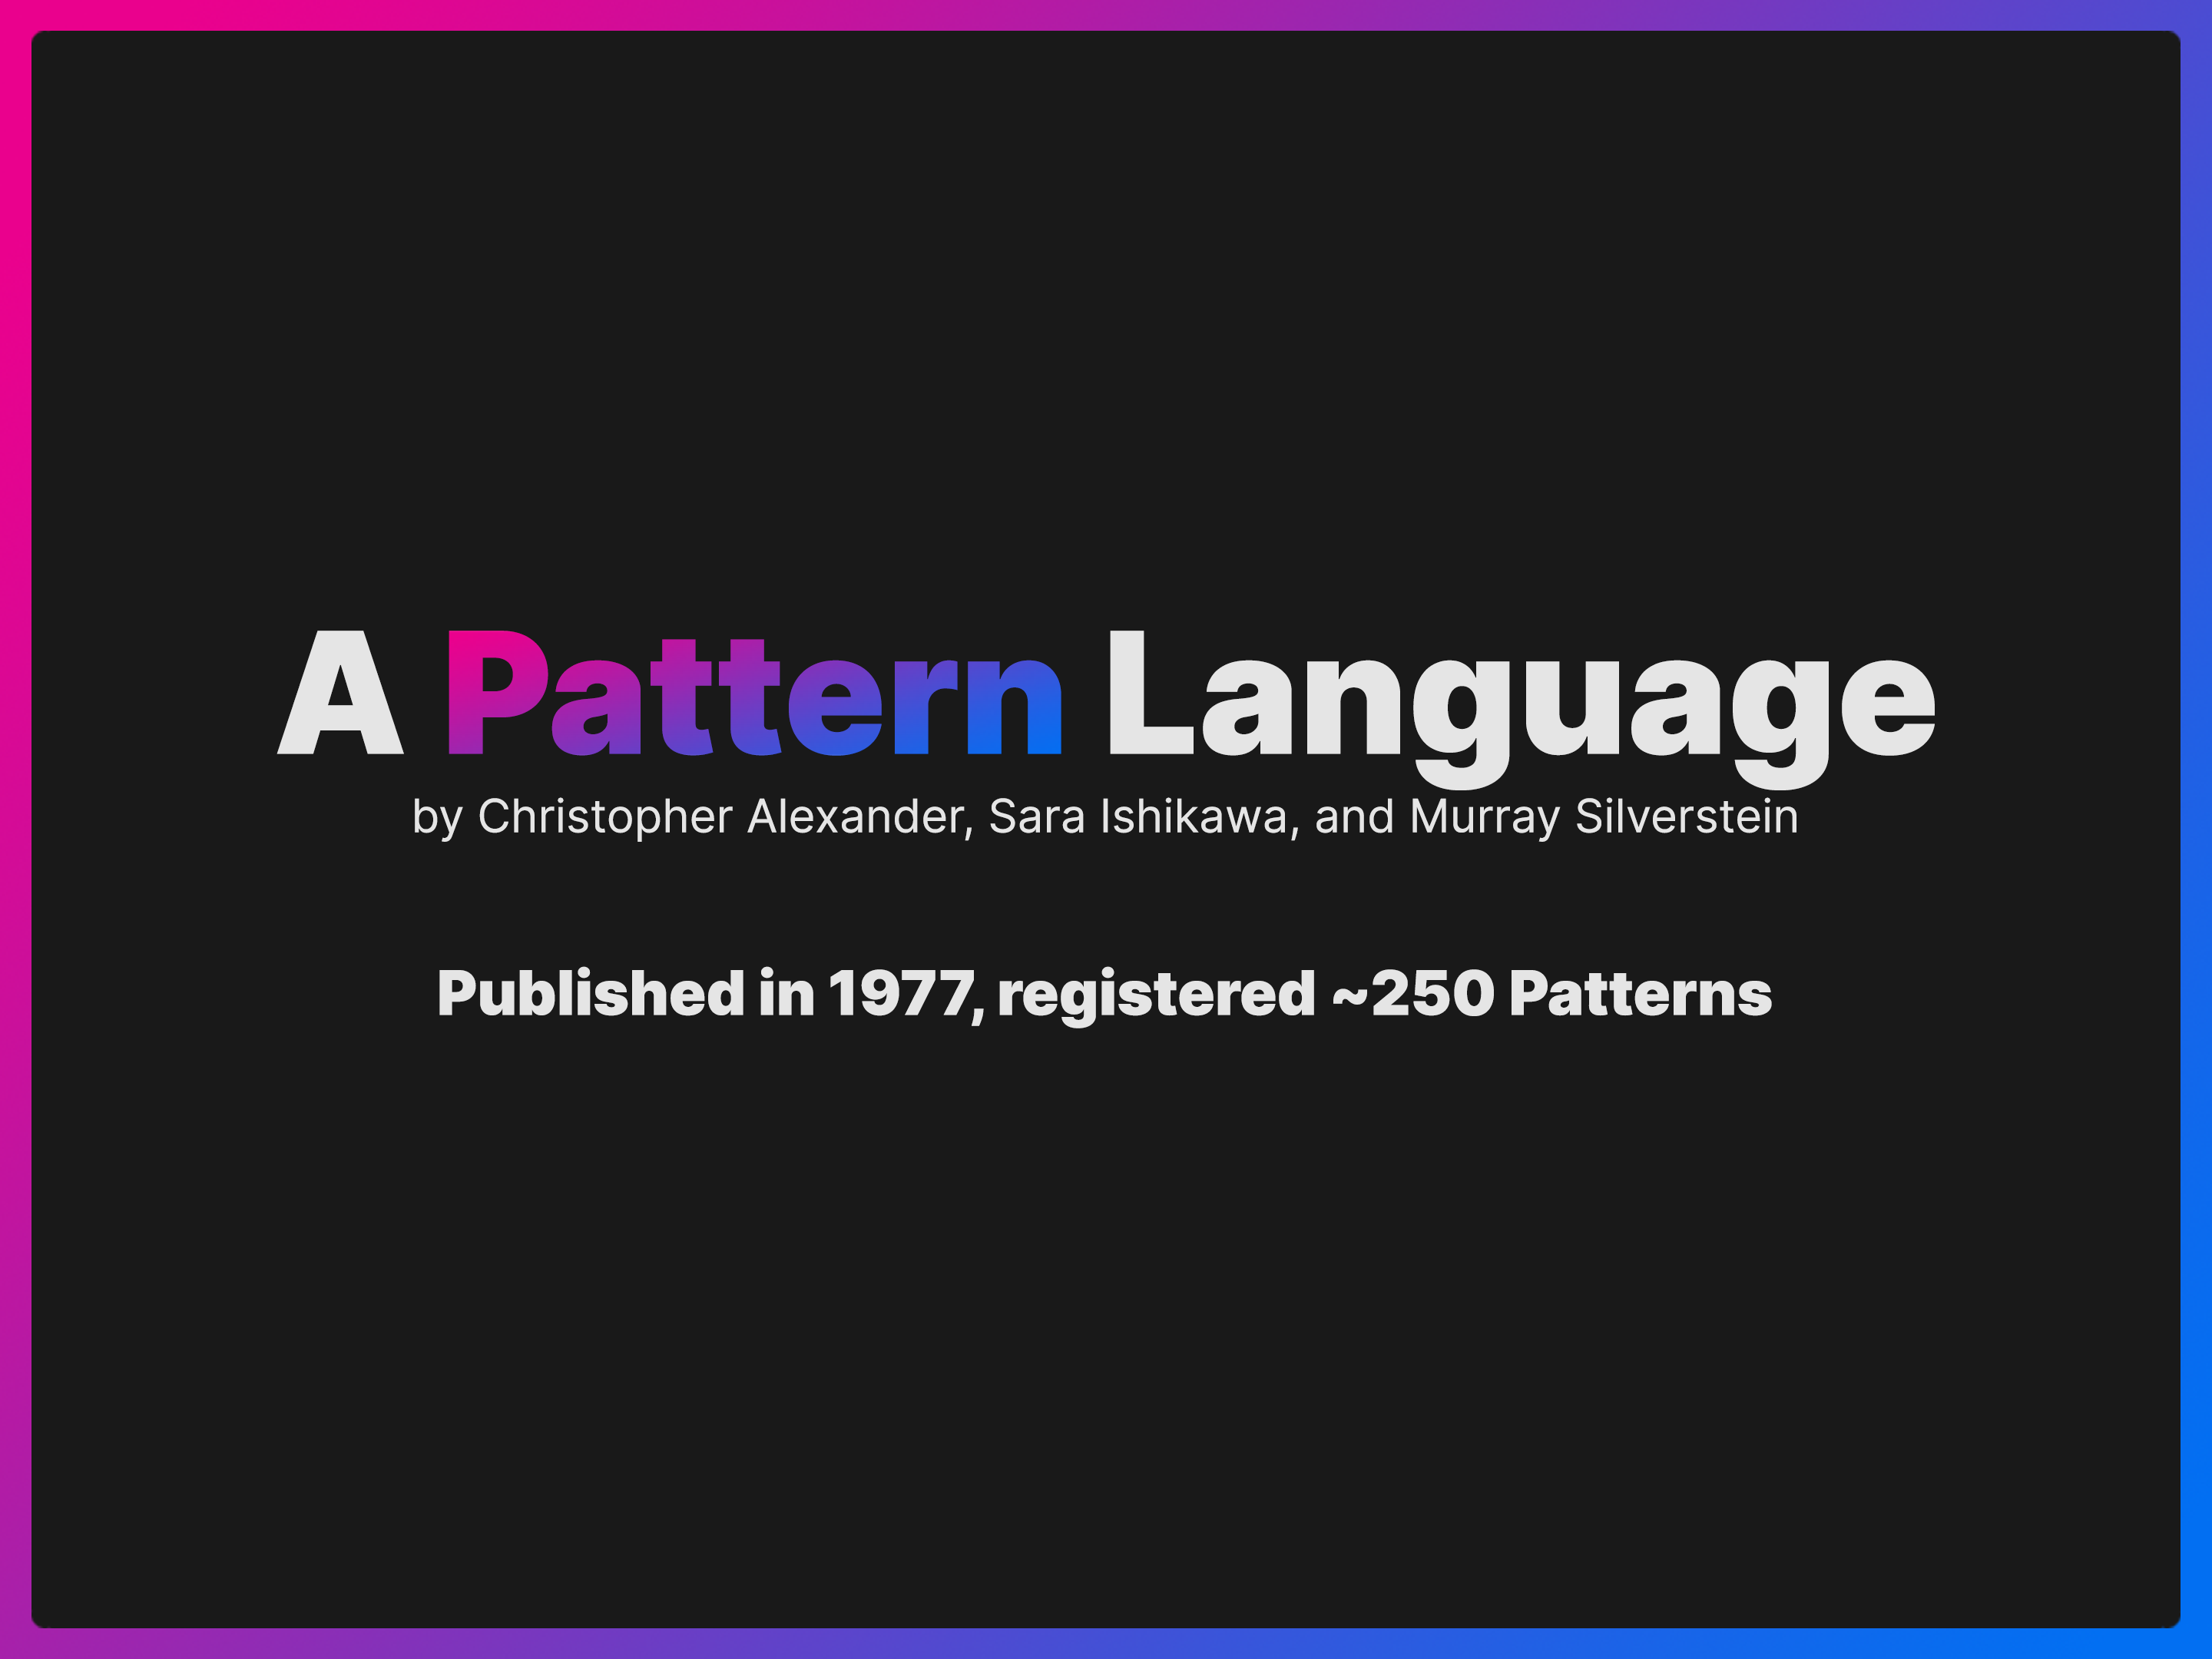 A Pattern Language
by Christopher Alexander, Sara Ishikawa, and Murray Silverstein
Published in 1977, registered ~250 Patterns